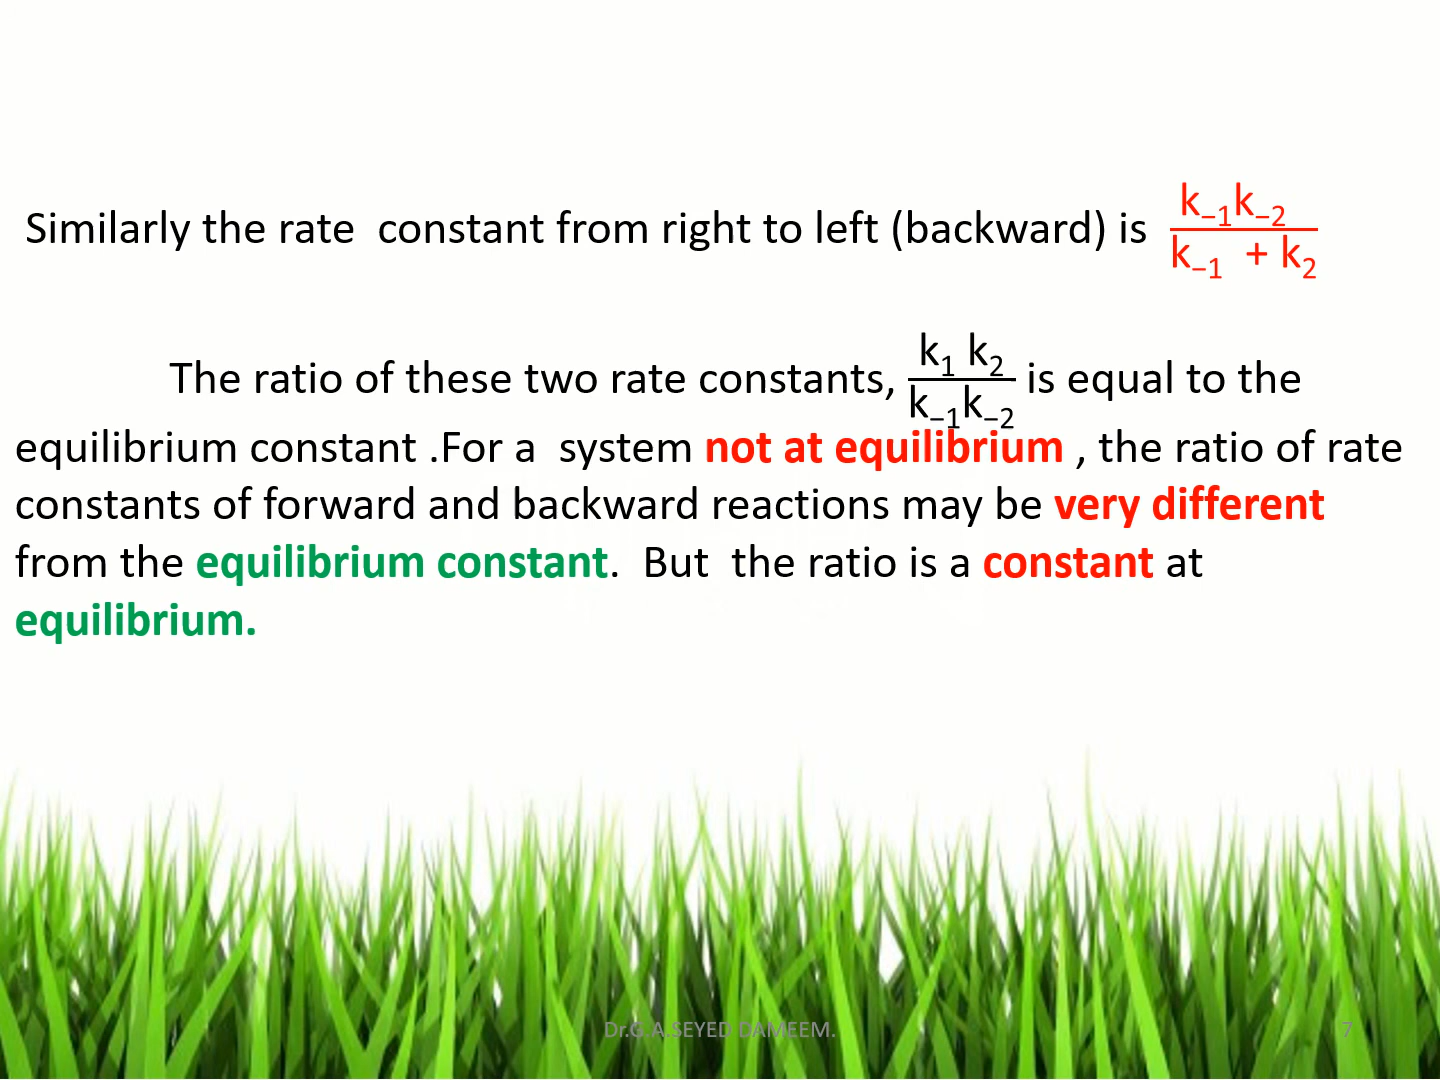 Similarly the rate constant from right to left (backward) is k₋₁k₋₂ / k₋₁ + k₂
The ratio of these two rate constants, k₁ k₂ / k₋₁k₋₂ is equal to the
equilibrium constant .For a system not at equilibrium , the ratio of rate
constants of forward and backward reactions may be very different
from the equilibrium constant. But the ratio is a constant at
equilibrium.
Dr.G.A.SEYED DAMEEM.
7